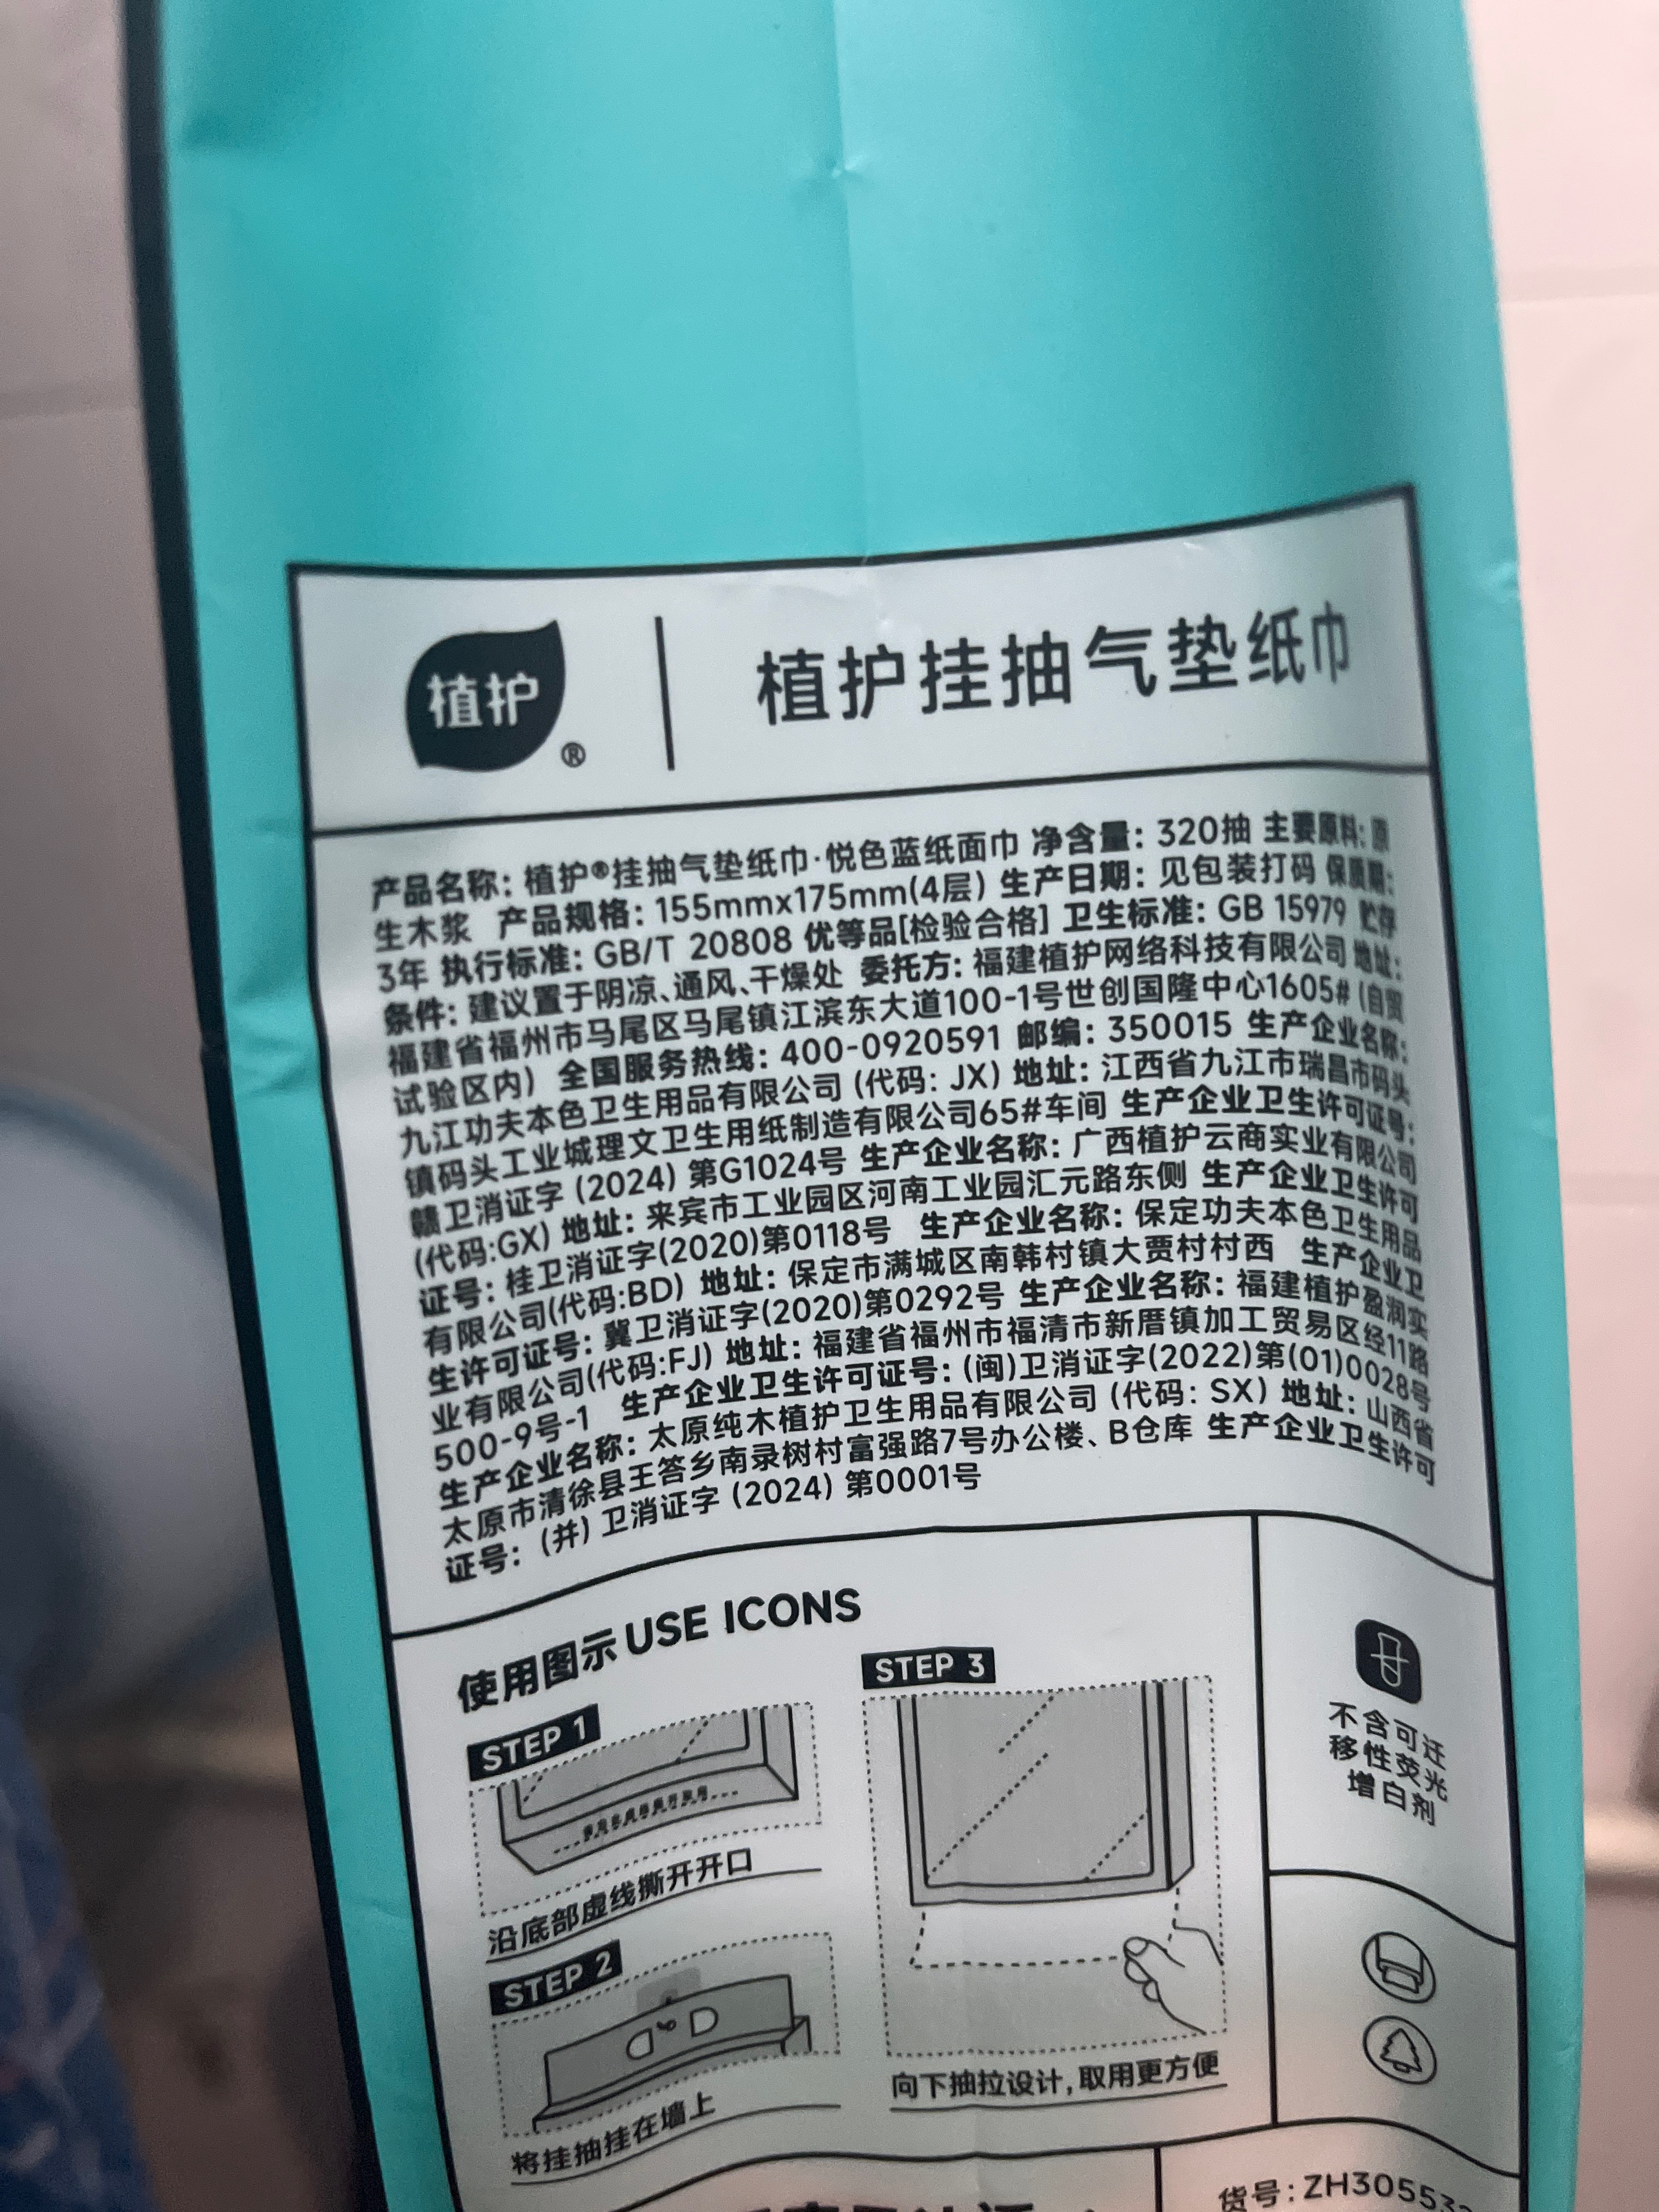 植护
®
植护挂抽气垫纸巾
产品名称: 植护®挂抽气垫纸巾·悦色蓝纸面巾 净含量: 320抽 主要原料: 原
生木浆 产品规格: 155mmx175mm(4层) 生产日期: 见包装打码 保质期:
3年 执行标准: GB/T 20808 优等品[检验合格] 卫生标准: GB 15979 贮存
条件: 建议置于阴凉、通风、干燥处 委托方: 福建植护网络科技有限公司 地址:
福建省福州市马尾区马尾镇江滨东大道100-1号世创国隆中心1605# (自贸
试验区内) 全国服务热线: 400-0920591 邮编: 350015 生产企业名称:
九江功夫本色卫生用品有限公司 (代码: JX) 地址: 江西省九江市瑞昌市码头
镇码头工业城理文卫生用纸制造有限公司65#车间 生产企业卫生许可证号:
赣卫消证字 (2024) 第G1024号 生产企业名称: 广西植护云商实业有限公司
(代码:GX) 地址: 来宾市工业园区河南工业园汇元路东侧 生产企业卫生许可
证号: 桂卫消证字(2020)第0118号 生产企业名称: 保定功夫本色卫生用品
有限公司(代码:BD) 地址: 保定市满城区南韩村镇大贾村村西 生产企业卫
生许可证号: 冀卫消证字(2020)第0292号 生产企业名称: 福建植护盈润实
业有限公司(代码:FJ) 地址: 福建省福州市福清市新厝镇加工贸易区经11路
500-9号-1 生产企业卫生许可证号: (闽)卫消证字(2022)第(01)0028号
生产企业名称: 太原纯木植护卫生用品有限公司 (代码: SX) 地址: 山西省
太原市清徐县王答乡南录树村富强路7号办公楼、B仓库 生产企业卫生许可
证号: (并) 卫消证字 (2024) 第0001号
使用图示 USE ICONS
STEP 1
沿底部虚线撕开开口
STEP 2
将挂抽挂在墙上
STEP 3
向下抽拉设计,取用更方便
不含可迁
移性荧光
增白剂
货号: ZH30553